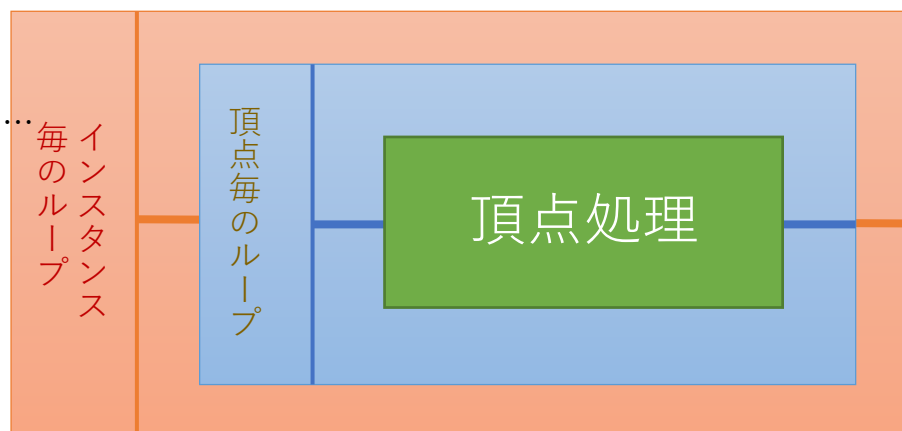 …
インスタンス
毎のループ
頂点毎のループ
頂点処理